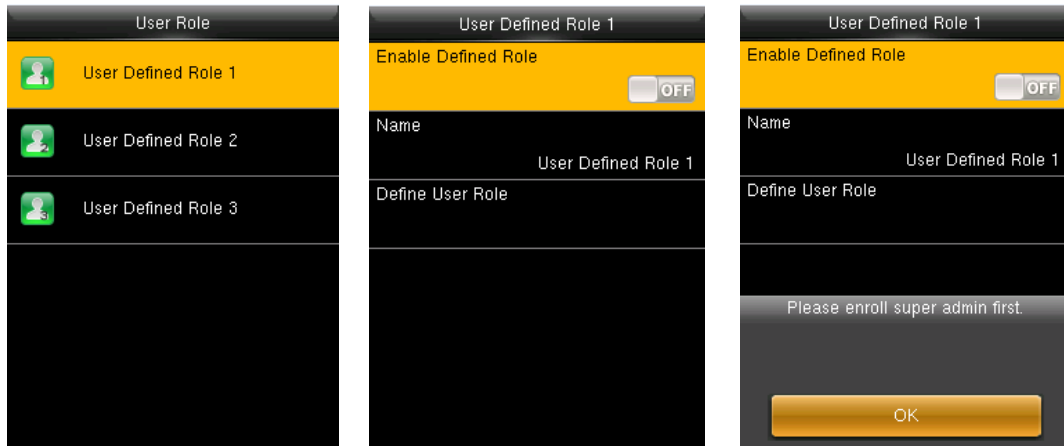 User Role
User Defined Role 1
User Defined Role 2
User Defined Role 3
User Defined Role 1
Enable Defined Role
OFF
Name
User Defined Role 1
Define User Role
User Defined Role 1
Enable Defined Role
OFF
Name
User Defined Role 1
Define User Role
Please enroll super admin first.
OK